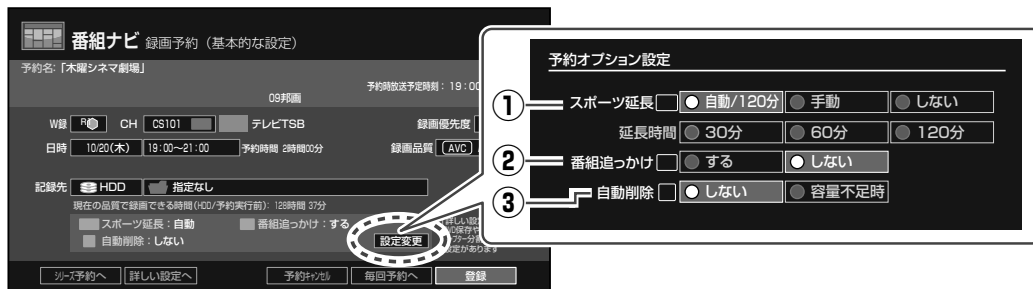 番組ナビ 録画予約（基本的な設定）
予約名:「木曜シネマ劇場」
予約時放送予定時刻：19：00
09邦画
W録 R CH CS101 テレビTSB 録画優先度
日時 10/20(木) 19:00～21:00 予約時間 2時間00分 録画品質 AVC
記録先 HDD 指定なし
現在の品質で録画できる時間(HDD/予約実行前)：128時間 37分
スポーツ延長：自動 番組追っかけ：する
自動削除：しない 設定変更
設定があります
シリーズ予約へ 詳しい設定へ 予約キャンセル 毎回予約へ 登録
予約オプション設定
① スポーツ延長 自動/120分 手動 しない
延長時間 30分 60分 120分
② 番組追っかけ する しない
③ 自動削除 しない 容量不足時